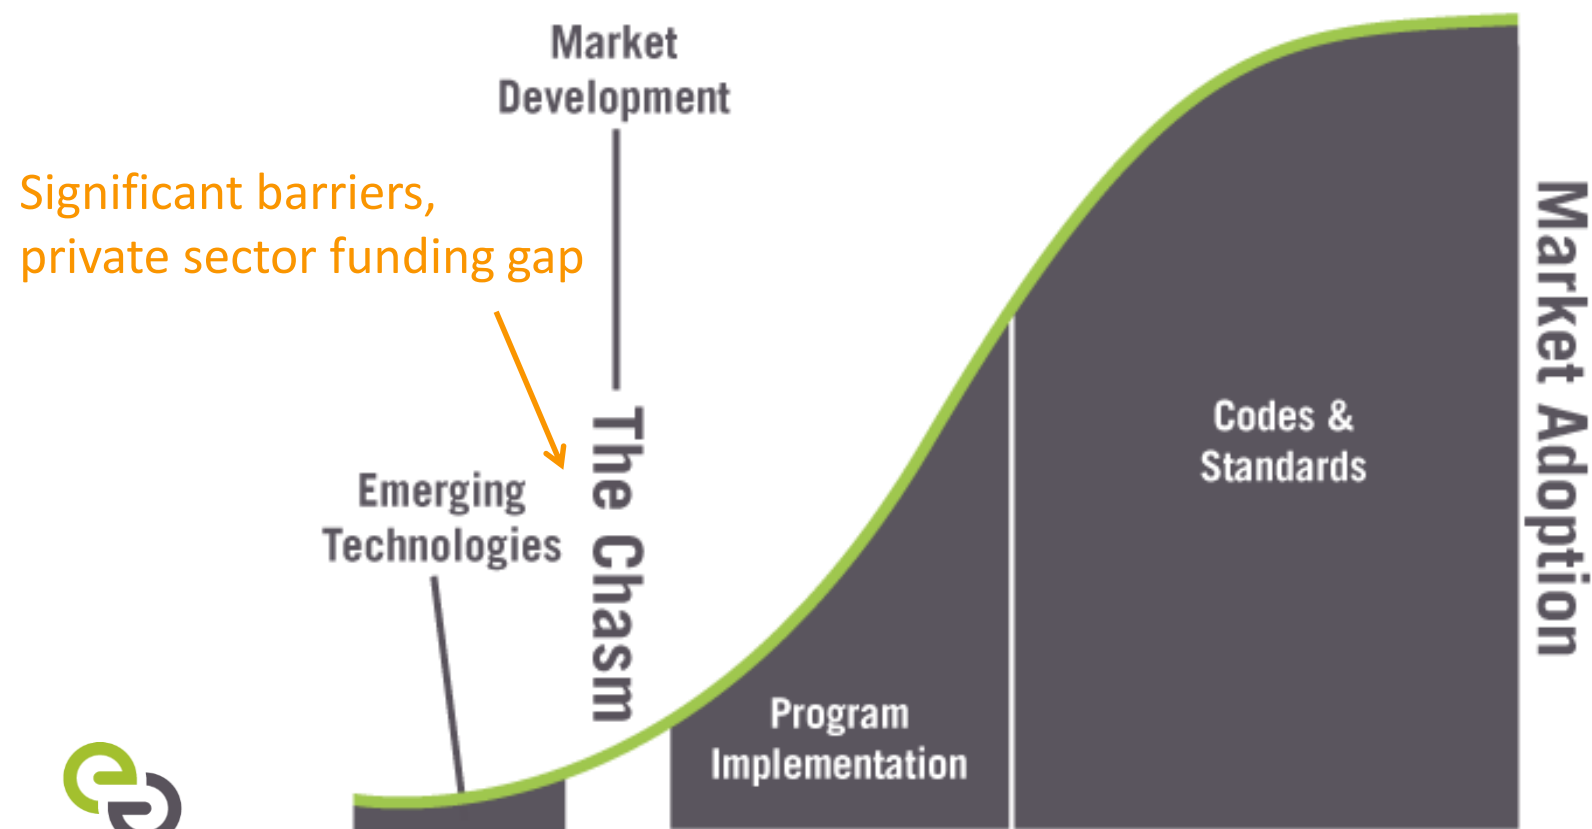 Market
Development
Significant barriers,
private sector funding gap
The Chasm
Emerging
Technologies
Program
Implementation
Codes &
Standards
Market Adoption